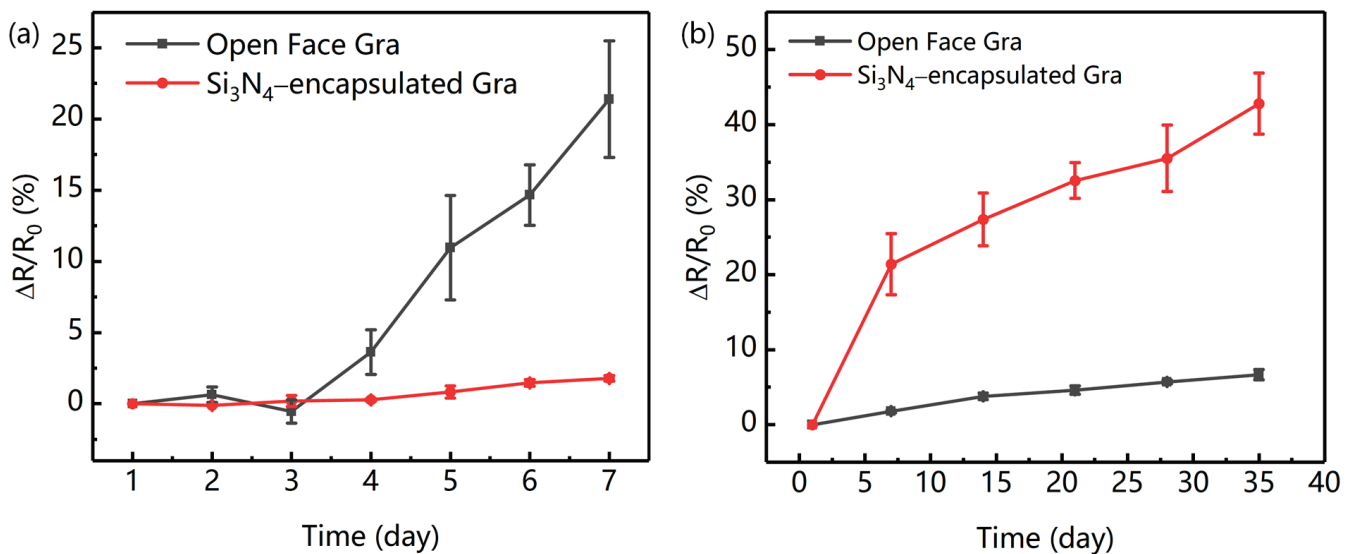 (a)
Open Face Gra
Si₃N₄–encapsulated Gra
25
20
15
10
5
0
ΔR/R₀ (%)
1 2 3 4 5 6 7
Time (day)
(b)
Open Face Gra
Si₃N₄–encapsulated Gra
50
40
30
20
10
0
ΔR/R₀ (%)
0 5 10 15 20 25 30 35 40
Time (day)